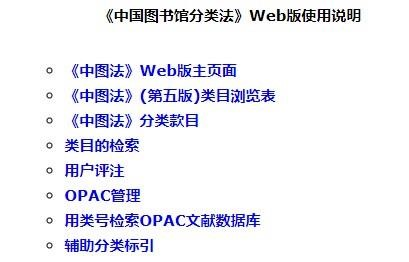 《中国图书馆分类法》Web版使用说明
《中图法》Web版主页面
《中图法》(第五版)类目浏览表
《中图法》分类款目
类目的检索
用户评注
OPAC管理
用类号检索OPAC文献数据库
辅助分类标引